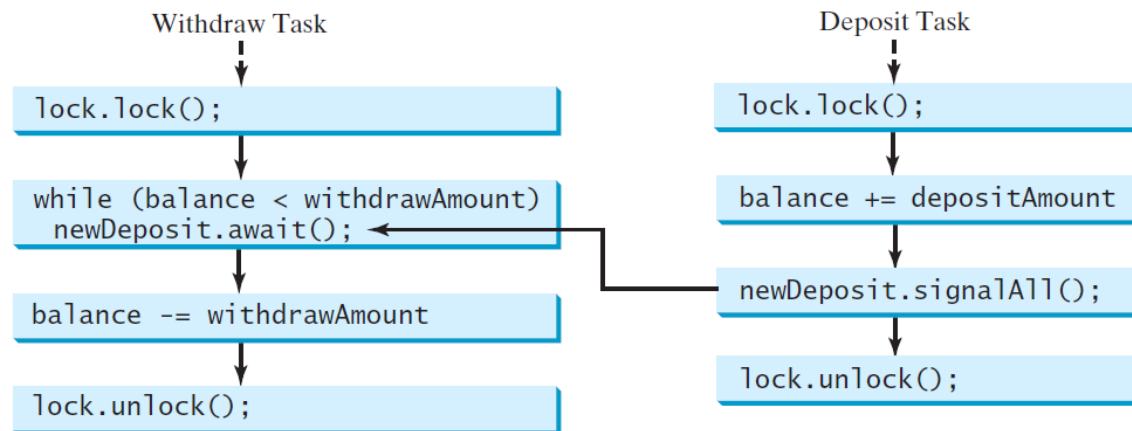 Withdraw Task
lock.lock();
while (balance < withdrawAmount)
newDeposit.await();
balance -= withdrawAmount
lock.unlock();
Deposit Task
lock.lock();
balance += depositAmount
newDeposit.signalAll();
lock.unlock();